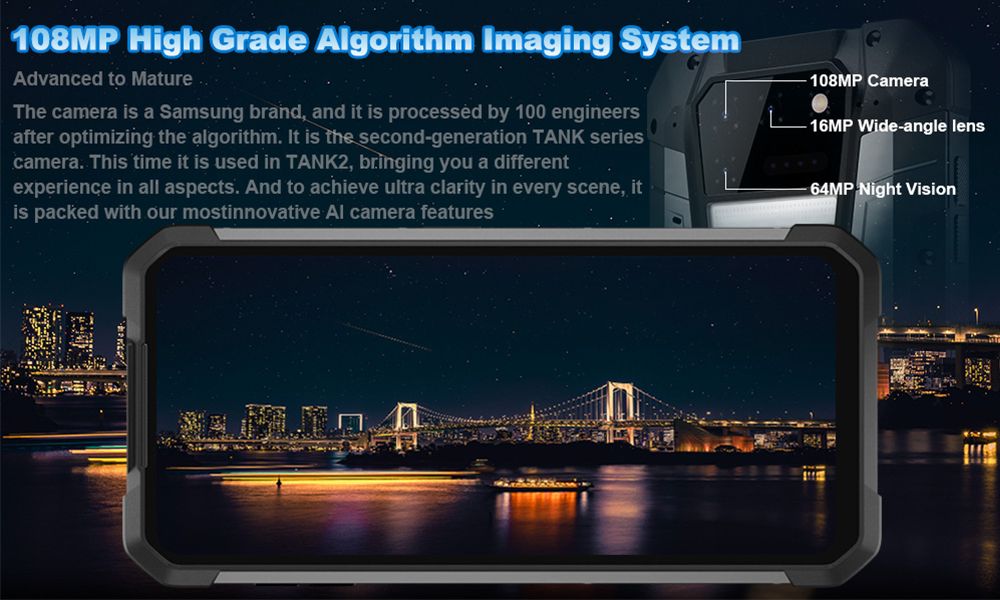 108MP High Grade Algorithm Imaging System
Advanced to Mature
The camera is a Samsung brand, and it is processed by 100 engineers
after optimizing the algorithm. It is the second-generation TANK series
camera. This time it is used in TANK2, bringing you a different
experience in all aspects. And to achieve ultra clarity in every scene, it
is packed with our mostinnovative AI camera features
108MP Camera
16MP Wide-angle lens
64MP Night Vision